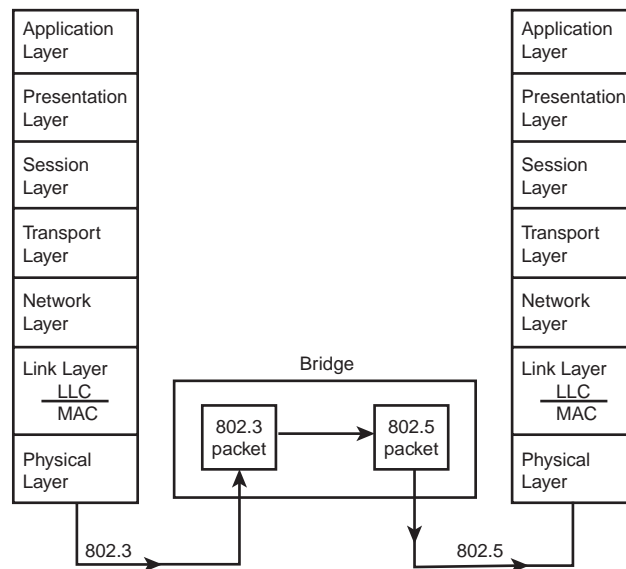 Application
Layer
Presentation
Layer
Session
Layer
Transport
Layer
Network
Layer
Link Layer
LLC
MAC
Physical
Layer
802.3
Bridge
802.3
packet
802.5
packet
802.5
Application
Layer
Presentation
Layer
Session
Layer
Transport
Layer
Network
Layer
Link Layer
LLC
MAC
Physical
Layer